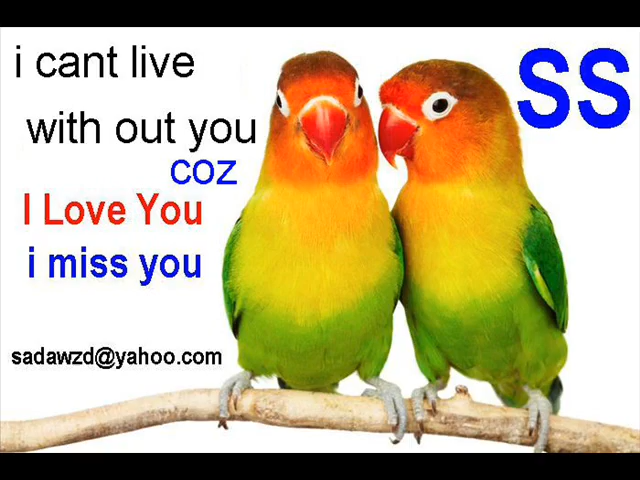 i cant live
with out you
coz
I Love You
i miss you
sadawzd@yahoo.com
SS